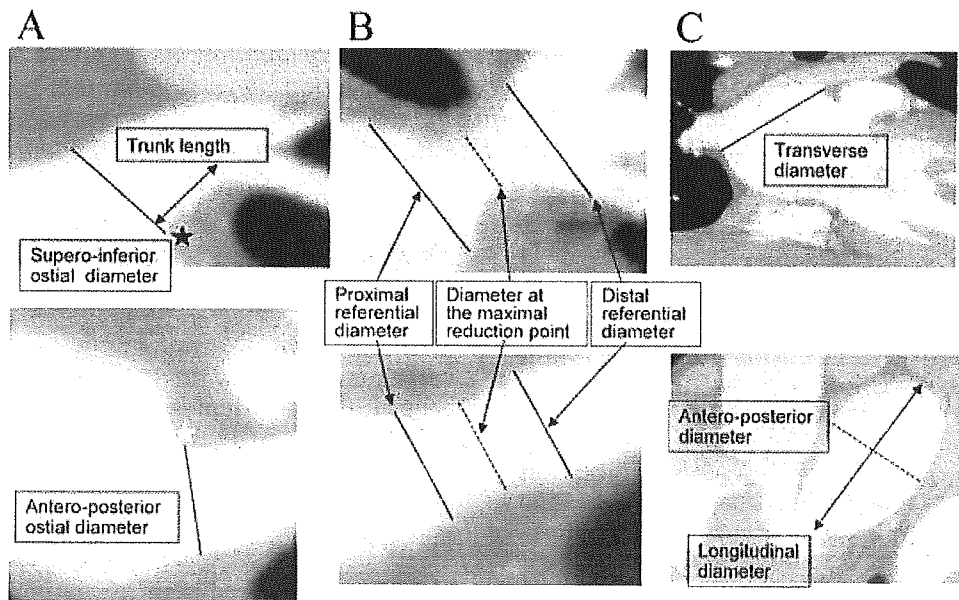 A
Trunk length
Supero-inferior
ostial diameter
Antero-posterior
ostial diameter
B
Proximal
referential
diameter
Diameter at
the maximal
reduction point
Distal
referential
diameter
C
Transverse
diameter
Antero-posterior
diameter
Longitudinal
diameter